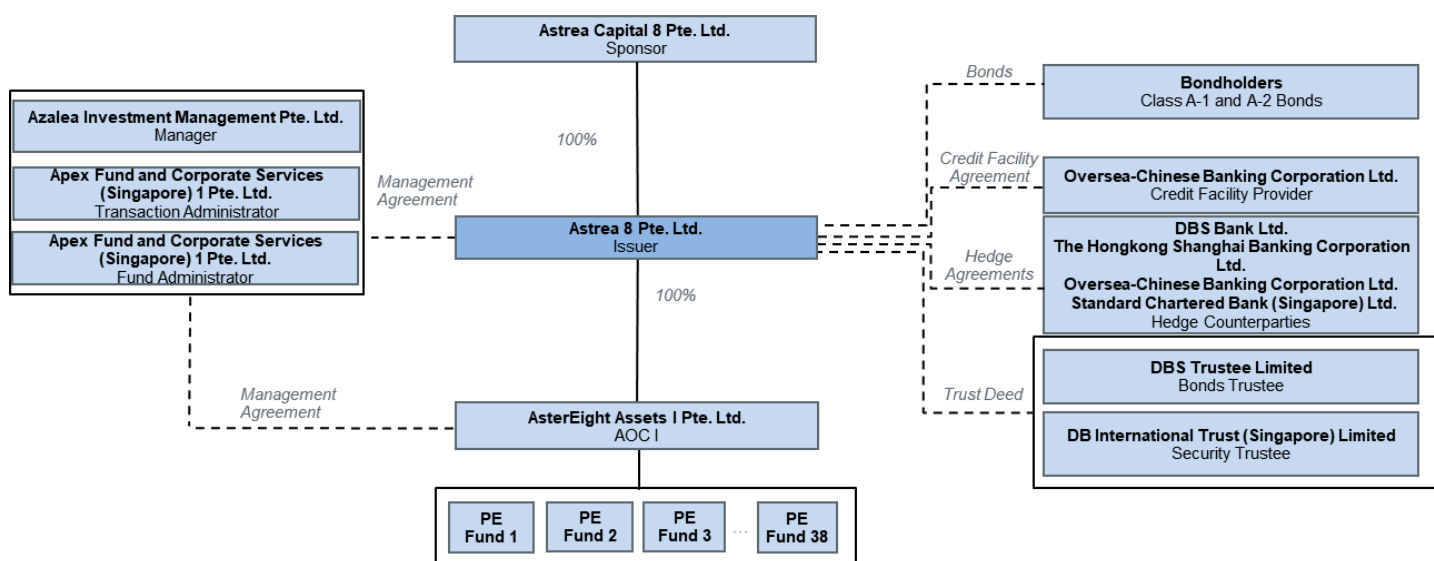 Astrea Capital 8 Pte. Ltd.
Sponsor
Bonds
Bondholders
Class A-1 and A-2 Bonds
Azalea Investment Management Pte. Ltd.
Manager
100%
Credit Facility
Agreement
Oversea-Chinese Banking Corporation Ltd.
Credit Facility Provider
Apex Fund and Corporate Services
(Singapore) 1 Pte. Ltd.
Transaction Administrator
Management
Agreement
Astrea 8 Pte. Ltd.
Issuer
Apex Fund and Corporate Services
(Singapore) 1 Pte. Ltd.
Fund Administrator
Hedge
Agreements
DBS Bank Ltd.
The Hongkong Shanghai Banking Corporation
Ltd.
Oversea-Chinese Banking Corporation Ltd.
Standard Chartered Bank (Singapore) Ltd.
Hedge Counterparties
100%
DBS Trustee Limited
Bonds Trustee
Management
Agreement
Trust Deed
AsterEight Assets I Pte. Ltd.
AOC I
DB International Trust (Singapore) Limited
Security Trustee
PE
Fund 1
PE
Fund 2
PE
Fund 3
...
PE
Fund 38